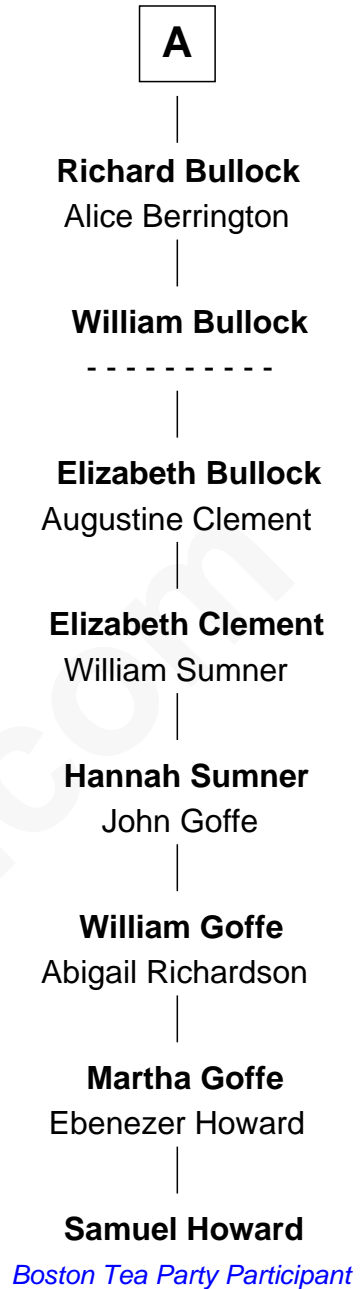 A
Richard Bullock
Alice Berrington
William Bullock
- - - - - - - - - -
Elizabeth Bullock
Augustine Clement
Elizabeth Clement
William Sumner
Hannah Sumner
John Goffe
William Goffe
Abigail Richardson
Martha Goffe
Ebenezer Howard
Samuel Howard
Boston Tea Party Participant